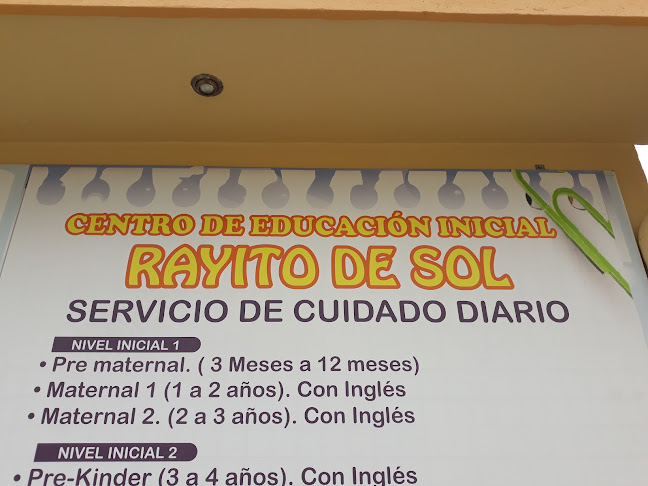 CENTRO DE EDUCACIÓN INICIAL
RAYITO DE SOL
SERVICIO DE CUIDADO DIARIO
NIVEL INICIAL 1
• Pre maternal. ( 3 Meses a 12 meses)
• Maternal 1 (1 a 2 años). Con Inglés
• Maternal 2. (2 a 3 años). Con Inglés
NIVEL INICIAL 2
• Pre-Kinder (3 a 4 años). Con Inglés